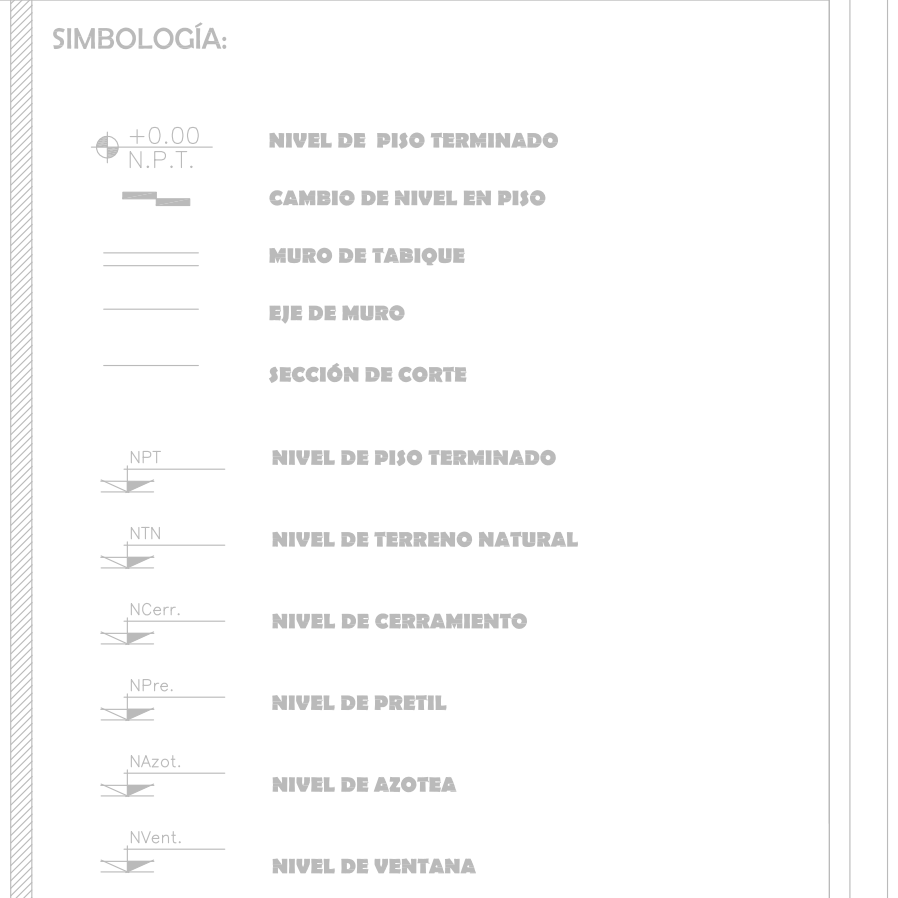 SIMBOLOGÍA:
+0.00
N.P.T.
NIVEL DE PISO TERMINADO
CAMBIO DE NIVEL EN PISO
MURO DE TABIQUE
EJE DE MURO
SECCIÓN DE CORTE
NPT
NIVEL DE PISO TERMINADO
NTN
NIVEL DE TERRENO NATURAL
NCerr.
NIVEL DE CERRAMIENTO
NPre.
NIVEL DE PRETIL
NAzot.
NIVEL DE AZOTEA
NVent.
NIVEL DE VENTANA